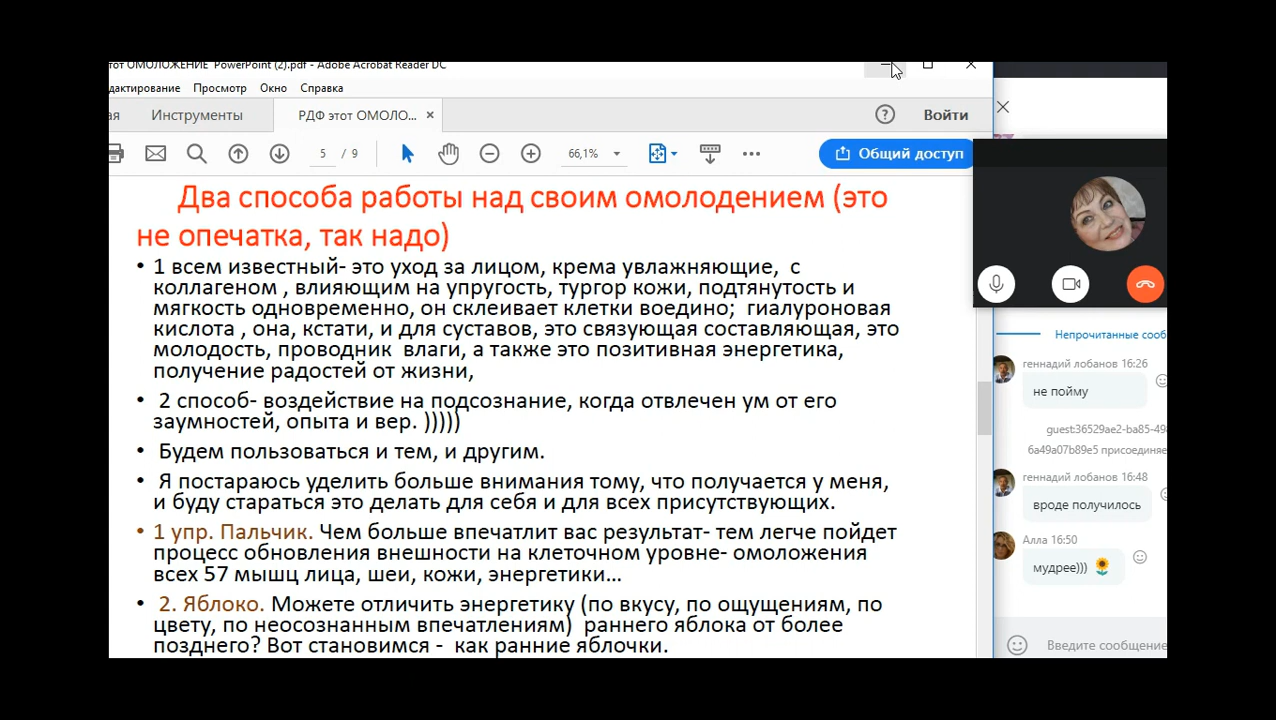 тот ОМОЛОЖЕНИЕ PowerPoint (2).pdf - Adobe Acrobat Reader DC
дактирование Просмотр Окно Справка
ая Инструменты РДФ этот ОМОЛО... × Войти
5 / 9 66,1% Общий доступ
Два способа работы над своим омолодением (это
не опечатка, так надо)
• 1 всем известный- это уход за лицом, крема увлажняющие, с
коллагеном , влияющим на упругость, тургор кожи, подтянутость и
мягкость одновременно, он склеивает клетки воедино; гиалуроновая
кислота , она, кстати, и для суставов, это связующая составляющая, это
молодость, проводник влаги, а также это позитивная энергетика,
получение радостей от жизни,
• 2 способ- воздействие на подсознание, когда отвлечен ум от его
заумностей, опыта и вер. )))))
• Будем пользоваться и тем, и другим.
• Я постараюсь уделить больше внимания тому, что получается у меня,
и буду стараться это делать для себя и для всех присутствующих.
• 1 упр. Пальчик. Чем больше впечатлит вас результат- тем легче пойдет
процесс обновления внешности на клеточном уровне- омоложения
всех 57 мышц лица, шеи, кожи, энергетики...
• 2. Яблоко. Можете отличить энергетику (по вкусу, по ощущениям, по
цвету, по неосознанным впечатлениям) раннего яблока от более
позднего? Вот становимся - как ранние яблочки.
Непрочитанные сооб
геннадий лобанов 16:26
не пойму
guest:36529ae2-ba85-498
6a49a07b89e5 присоединяе
геннадий лобанов 16:48
вроде получилось
Алла 16:50
мудрее))) 🌻
Введите сообщение